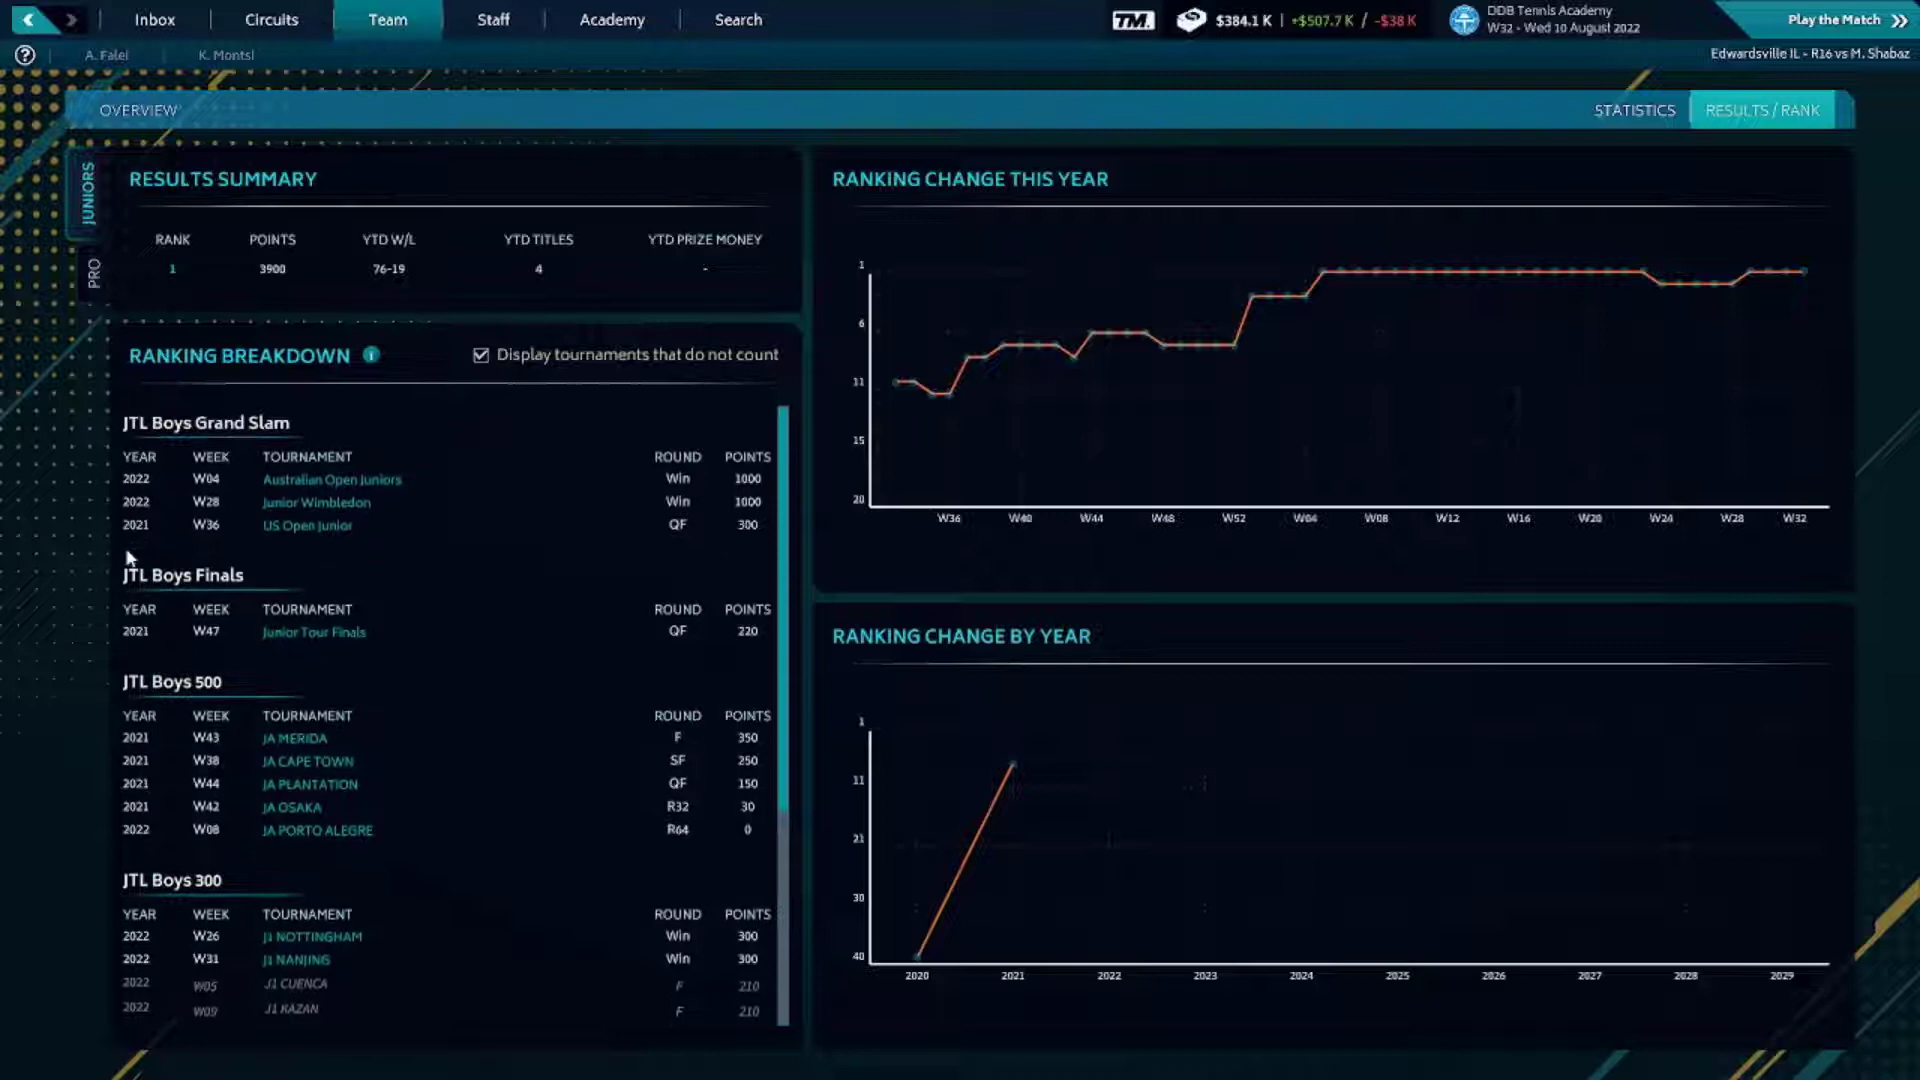 Inbox Circuits Team Staff Academy Search
TM. $384.1 K | +$507.7 K / -$38 K
DDB Tennis Academy
W32 - Wed 10 August 2022
Play the Match
A. Falei K. Montsi
Edwardsville IL - R16 vs M. Shabaz
OVERVIEW STATISTICS RESULTS / RANK
JUNIORS
PRO
RESULTS SUMMARY
RANK POINTS YTD W/L YTD TITLES YTD PRIZE MONEY
1 3900 76-19 4 -
RANKING BREAKDOWN i Display tournaments that do not count
JTL Boys Grand Slam
YEAR WEEK TOURNAMENT ROUND POINTS
2022 W04 Australian Open Juniors Win 1000
2022 W28 Junior Wimbledon Win 1000
2021 W36 US Open Junior QF 300
JTL Boys Finals
YEAR WEEK TOURNAMENT ROUND POINTS
2021 W47 Junior Tour Finals QF 220
JTL Boys 500
YEAR WEEK TOURNAMENT ROUND POINTS
2021 W43 JA MERIDA F 350
2021 W38 JA CAPE TOWN SF 250
2021 W44 JA PLANTATION QF 150
2021 W42 JA OSAKA R32 30
2022 W08 JA PORTO ALEGRE R64 0
JTL Boys 300
YEAR WEEK TOURNAMENT ROUND POINTS
2022 W26 J1 NOTTINGHAM Win 300
2022 W31 J1 NANJING Win 300
2022 W05 J1 CUENCA F 210
2022 W09 J1 KAZAN F 210
RANKING CHANGE THIS YEAR
1
6
11
15
20
W36 W40 W44 W48 W52 W04 W08 W12 W16 W20 W24 W28 W32
RANKING CHANGE BY YEAR
1
11
21
30
40
2020 2021 2022 2023 2024 2025 2026 2027 2028 2029